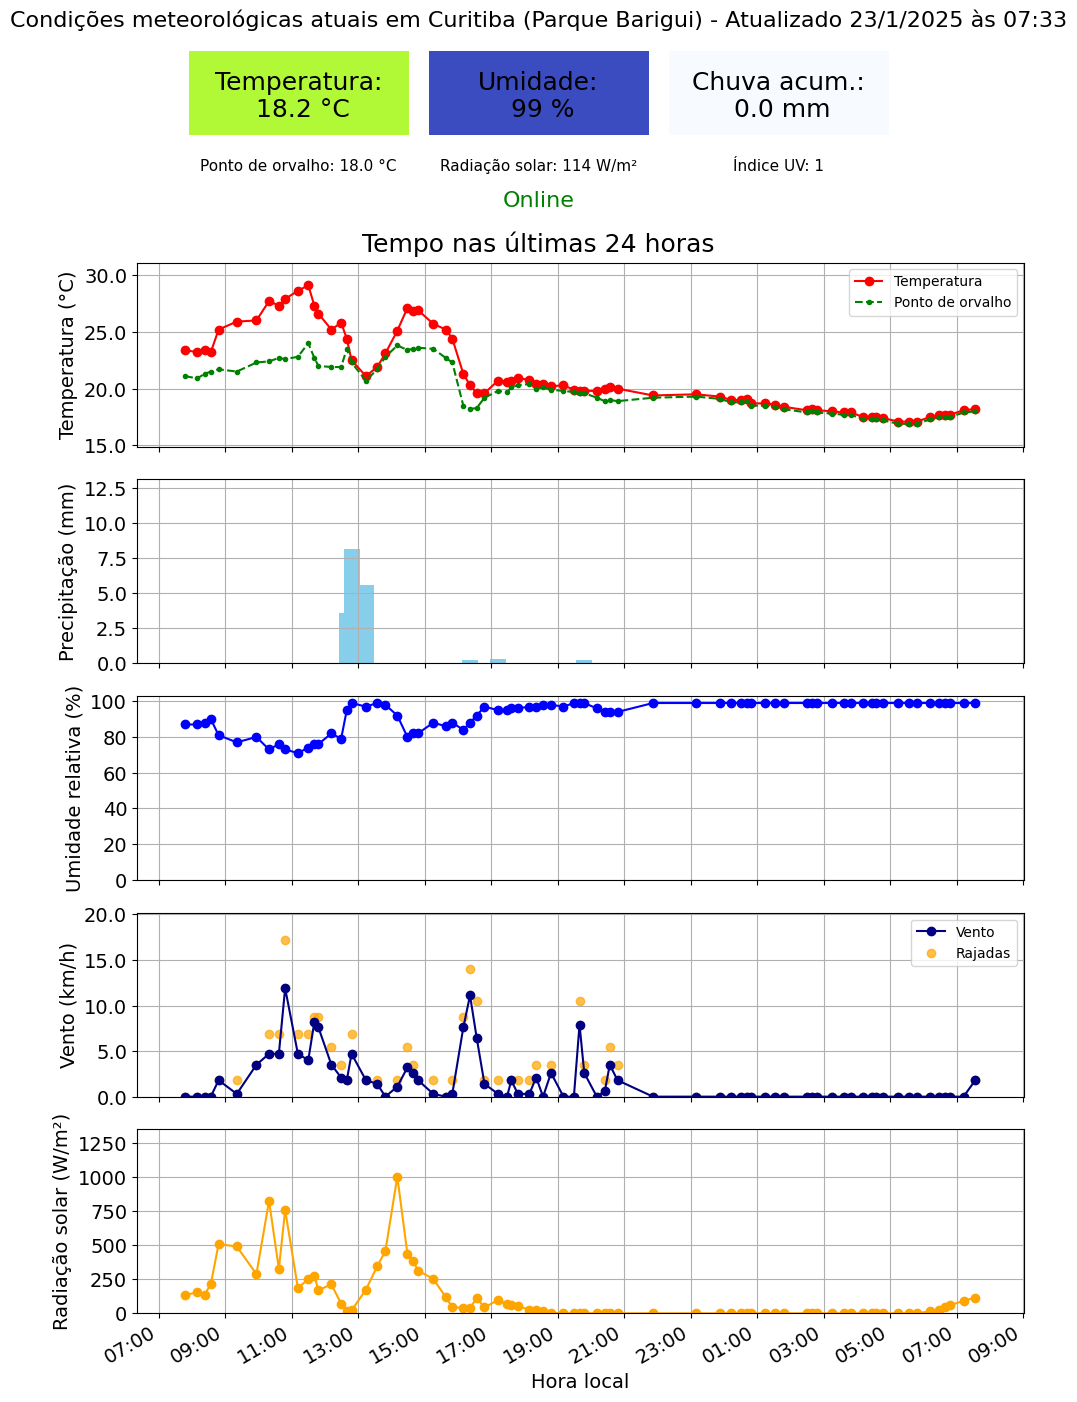 Condições meteorológicas atuais em Curitiba (Parque Barigui) - Atualizado 23/1/2025 às 07:33
Temperatura:
18.2 °C
Umidade:
99 %
Chuva acum.:
0.0 mm
Ponto de orvalho: 18.0 °C
Radiação solar: 114 W/m²
Índice UV: 1
Online
Tempo nas últimas 24 horas
Temperatura (°C)
30.0
25.0
20.0
15.0
Temperatura
Ponto de orvalho
Precipitação (mm)
12.5
10.0
7.5
5.0
2.5
0.0
Umidade relativa (%)
100
80
60
40
20
0
Vento (km/h)
20.0
15.0
10.0
5.0
0.0
Vento
Rajadas
Radiação solar (W/m²)
1250
1000
750
500
250
0
07:00
09:00
11:00
13:00
15:00
17:00
19:00
21:00
23:00
01:00
03:00
05:00
07:00
09:00
Hora local